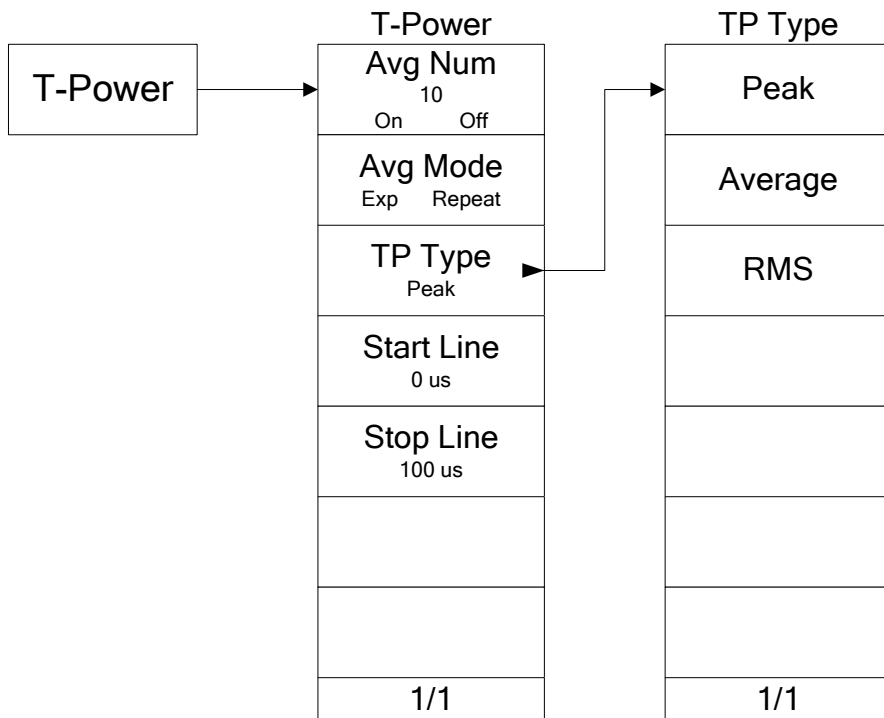 T-Power
T-Power
Avg Num
10
On Off
Avg Mode
Exp Repeat
TP Type
Peak
Start Line
0 us
Stop Line
100 us
1/1
TP Type
Peak
Average
RMS
1/1